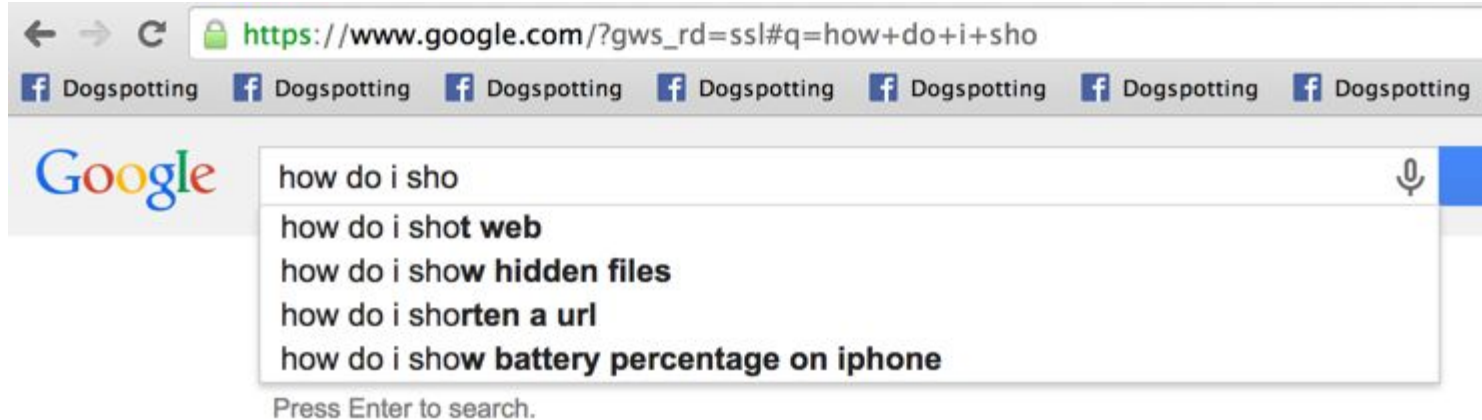 https://www.google.com/?gws_rd=ssl#q=how+do+i+sho
Dogspotting Dogspotting Dogspotting Dogspotting Dogspotting Dogspotting Dogspotting
Google how do i sho
how do i shot web
how do i show hidden files
how do i shorten a url
how do i show battery percentage on iphone
Press Enter to search.